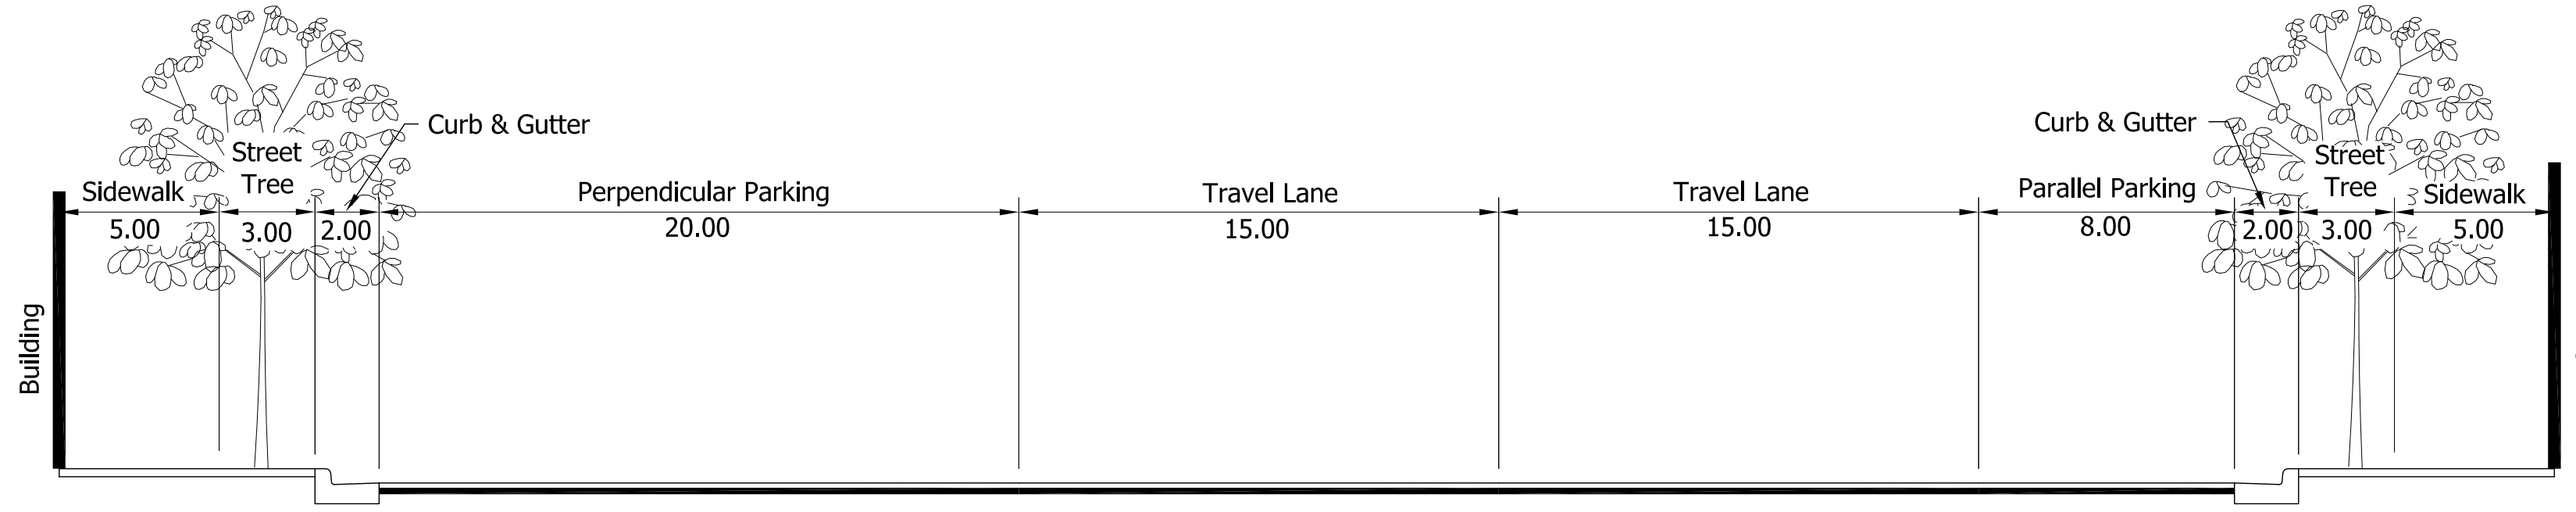 Curb & Gutter
Curb & Gutter
Street
Tree
Street
Tree
Sidewalk
Perpendicular Parking
Travel Lane
Travel Lane
Parallel Parking
Sidewalk
5.00
3.00
2.00
20.00
15.00
15.00
8.00
2.00
3.00
5.00
Building